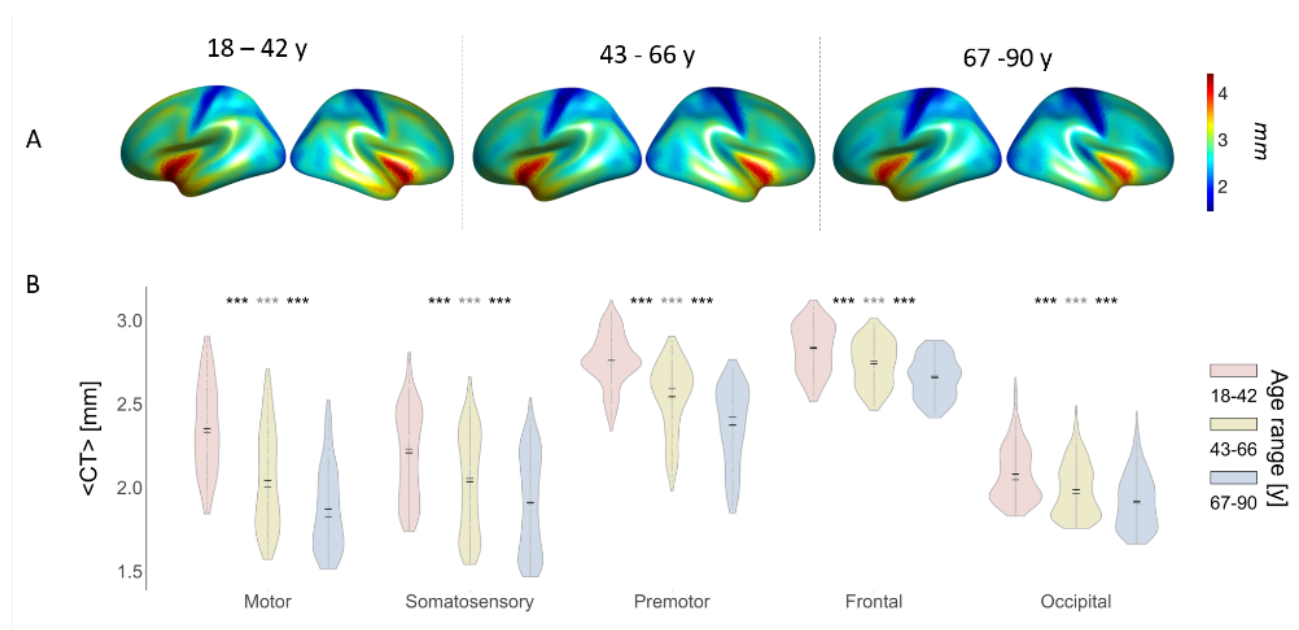 18 – 42 y
43 - 66 y
67 -90 y
A
4
3
2
mm
B
*** *** ***
*** *** ***
*** *** ***
*** *** ***
*** *** ***
<CT> [mm]
3.0
2.5
2.0
1.5
Motor
Somatosensory
Premotor
Frontal
Occipital
Age range [y]
18-42
43-66
67-90